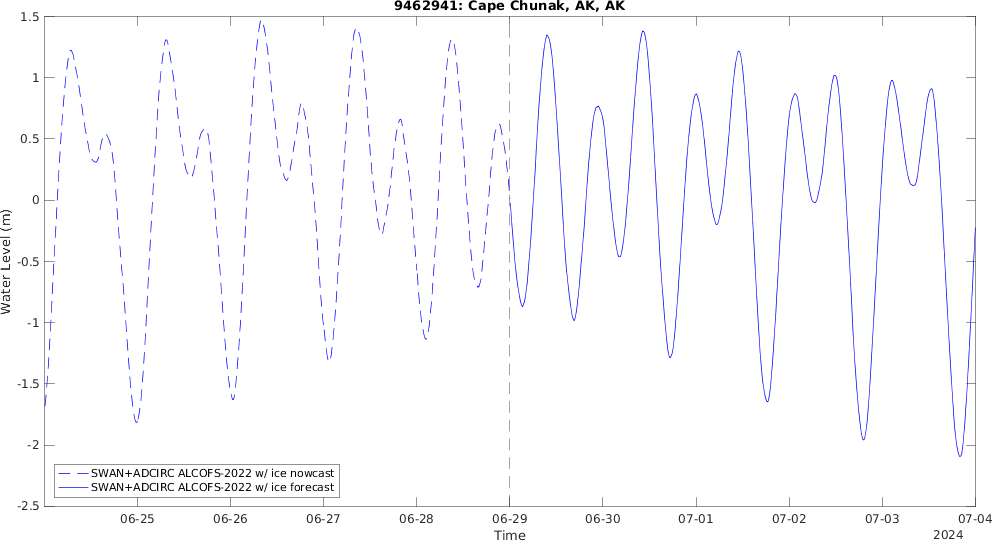 9462941: Cape Chunak, AK, AK
1.5
1
0.5
0
-0.5
-1
-1.5
-2
-2.5
Water Level (m)
SWAN+ADCIRC ALCOFS-2022 w/ ice nowcast
SWAN+ADCIRC ALCOFS-2022 w/ ice forecast
06-25 06-26 06-27 06-28 06-29 06-30 07-01 07-02 07-03 07-04
Time
2024